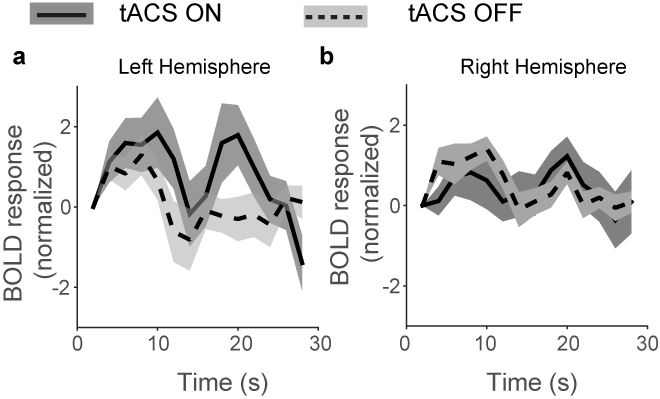 tACS ON
tACS OFF
a
Left Hemisphere
BOLD response
(normalized)
2
0
-2
0
10
20
30
Time (s)
b
Right Hemisphere
BOLD response
(normalized)
2
0
-2
0
10
20
30
Time (s)